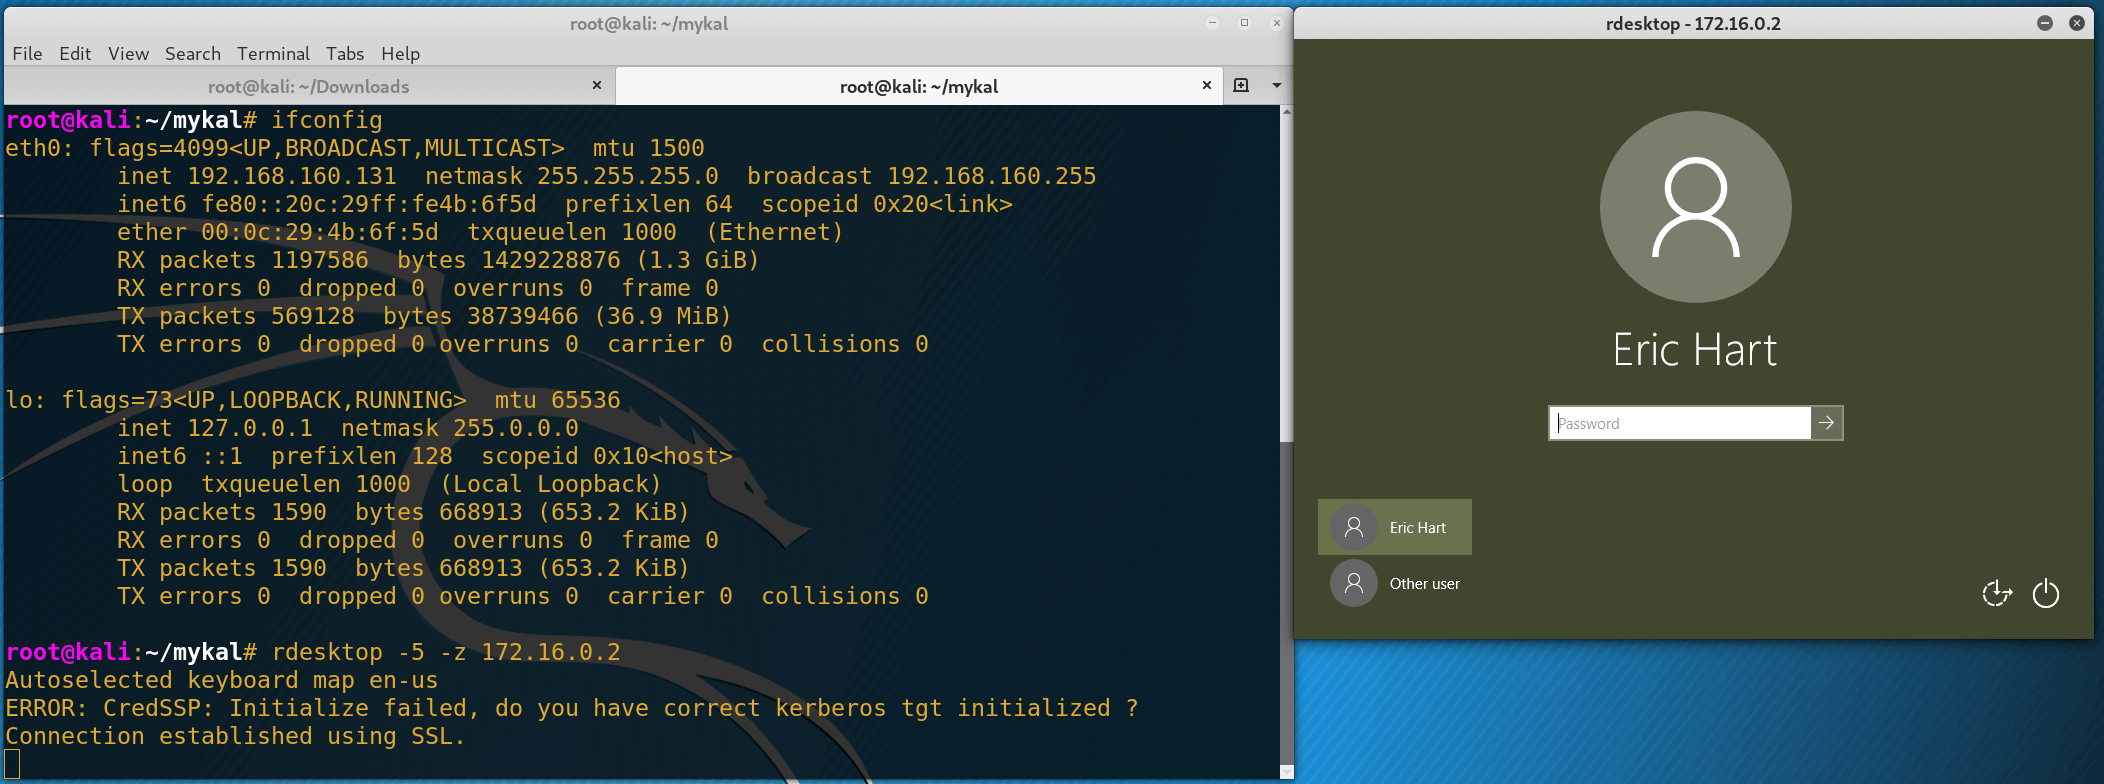 root@kali: ~/mykal
File Edit View Search Terminal Tabs Help
root@kali: ~/Downloads
root@kali: ~/mykal
root@kali:~/mykal# ifconfig
eth0: flags=4099<UP,BROADCAST,MULTICAST>  mtu 1500
        inet 192.168.160.131  netmask 255.255.255.0  broadcast 192.168.160.255
        inet6 fe80::20c:29ff:fe4b:6f5d  prefixlen 64  scopeid 0x20<link>
        ether 00:0c:29:4b:6f:5d  txqueuelen 1000  (Ethernet)
        RX packets 1197586  bytes 1429228876 (1.3 GiB)
        RX errors 0  dropped 0  overruns 0  frame 0
        TX packets 569128  bytes 38739466 (36.9 MiB)
        TX errors 0  dropped 0 overruns 0  carrier 0  collisions 0
lo: flags=73<UP,LOOPBACK,RUNNING>  mtu 65536
        inet 127.0.0.1  netmask 255.0.0.0
        inet6 ::1  prefixlen 128  scopeid 0x10<host>
        loop  txqueuelen 1000  (Local Loopback)
        RX packets 1590  bytes 668913 (653.2 KiB)
        RX errors 0  dropped 0  overruns 0  frame 0
        TX packets 1590  bytes 668913 (653.2 KiB)
        TX errors 0  dropped 0 overruns 0  carrier 0  collisions 0
root@kali:~/mykal# rdesktop -5 -z 172.16.0.2
Autoselected keyboard map en-us
ERROR: CredSSP: Initialize failed, do you have correct kerberos tgt initialized ?
Connection established using SSL.
rdesktop - 172.16.0.2
Eric Hart
Password
Eric Hart
Other user